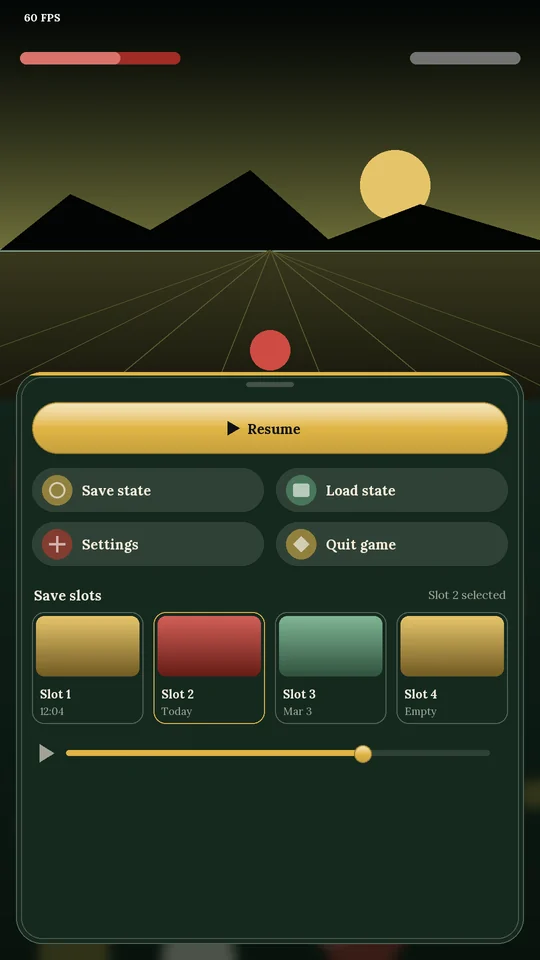 60 FPS
Resume
Save state
Load state
Settings
Quit game
Save slots
Slot 2 selected
Slot 1
12:04
Slot 2
Today
Slot 3
Mar 3
Slot 4
Empty